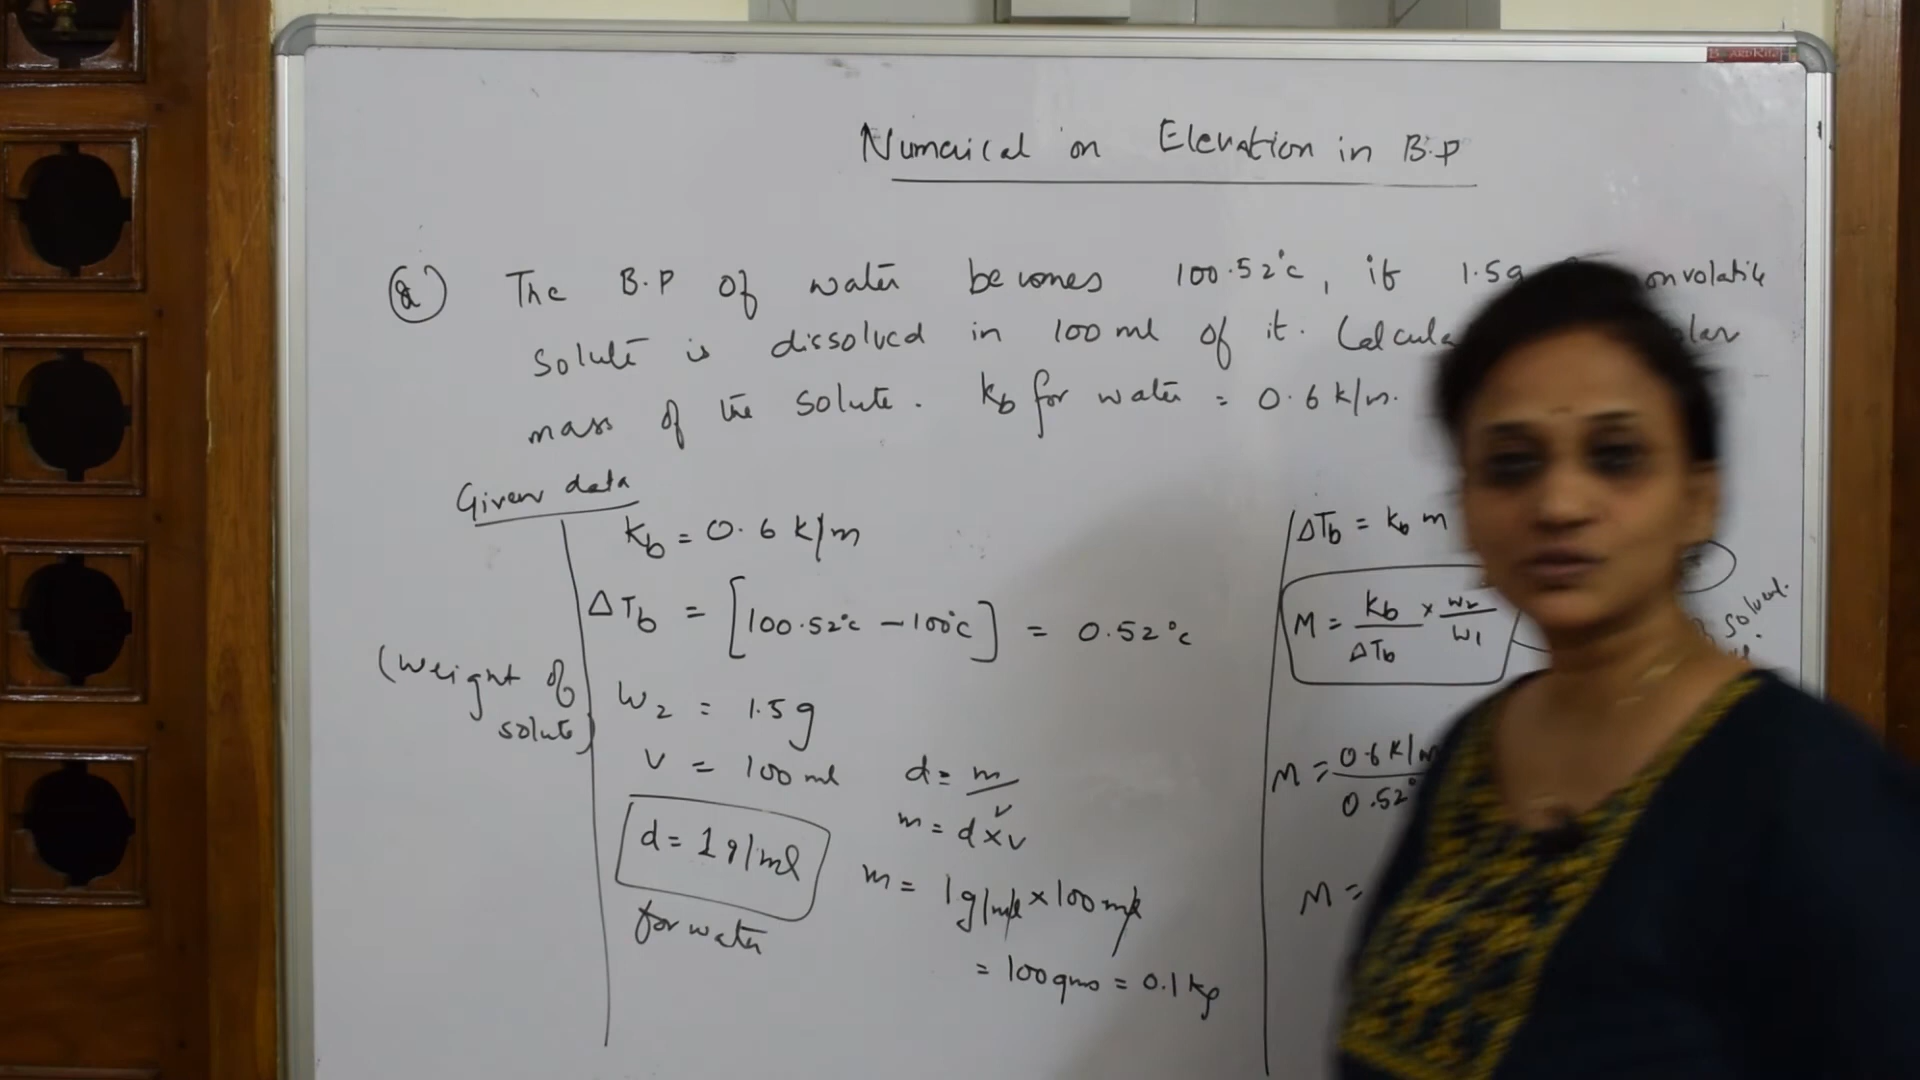 Numerical on Elevation in B.P
Q The B.P of water becomes 100.52°c, if 1.5g onvolatile
solute is dissolved in 100 ml of it. Calcula olar
mass of the solute. Kb for water = 0.6 k/m.
Given data
Kb = 0.6 k/m
ΔTb = [100.52°c - 100°c] = 0.52°c
(weight of solute)
W2 = 1.5g
V = 100 ml
d = 1 g/ml
for water
d = m/v
m = d x v
m = 1g/ml x 100 ml
= 100 gms = 0.1 kg
ΔTb = Kb m
M = Kb/ΔTb x W2/W1
solvent.
M = 0.6 K/m / 0.52°
M =